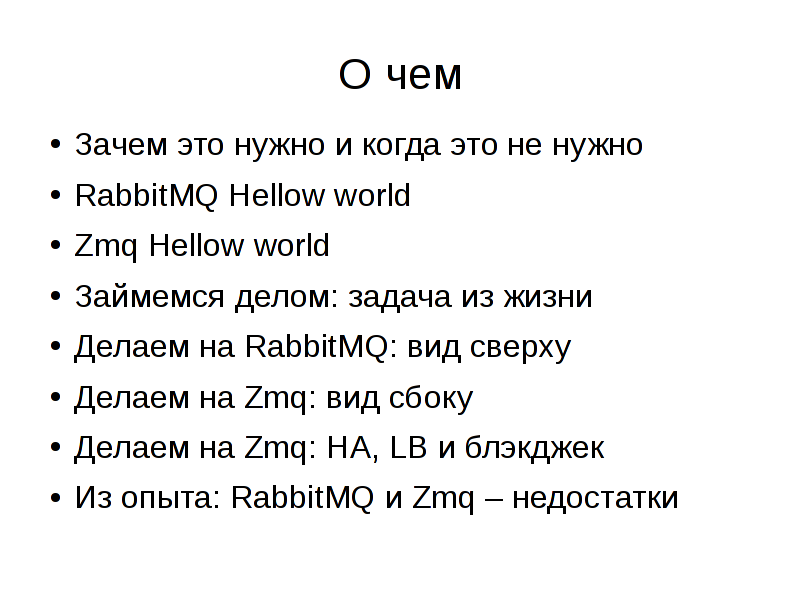 О чем
• Зачем это нужно и когда это не нужно
• RabbitMQ Hellow world
• Zmq Hellow world
• Займемся делом: задача из жизни
• Делаем на RabbitMQ: вид сверху
• Делаем на Zmq: вид сбоку
• Делаем на Zmq: HA, LB и блэкджек
• Из опыта: RabbitMQ и Zmq – недостатки